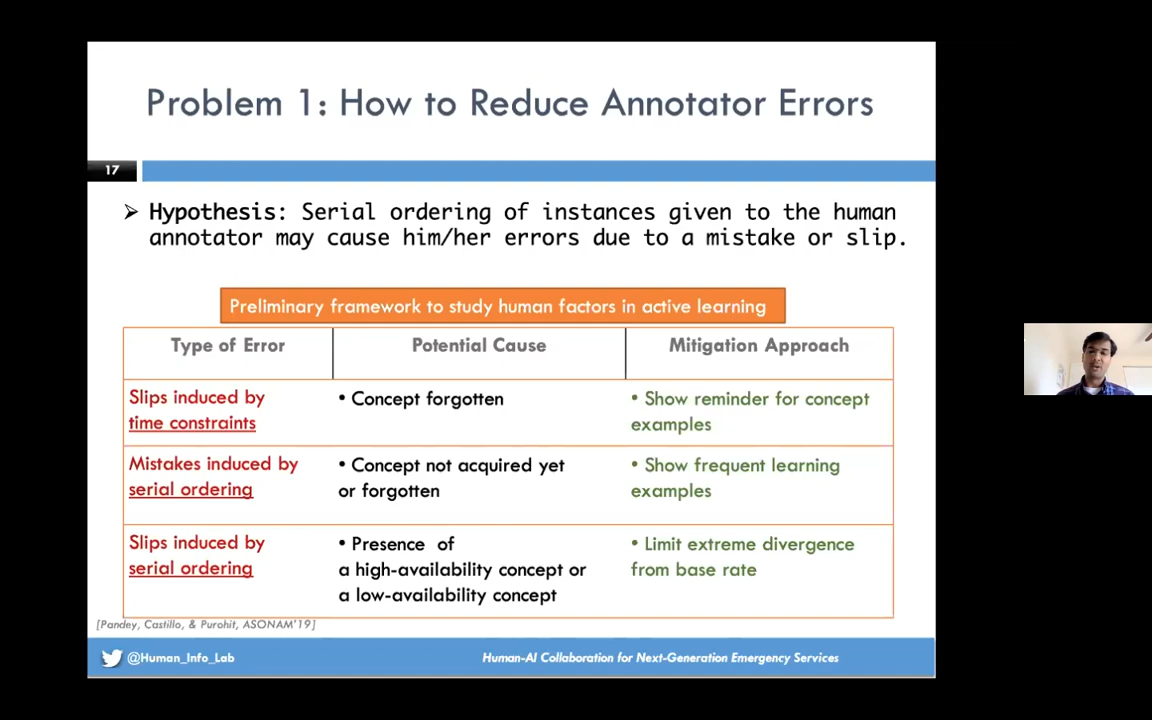 Problem 1: How to Reduce Annotator Errors
17
➢ Hypothesis: Serial ordering of instances given to the human
annotator may cause him/her errors due to a mistake or slip.
Preliminary framework to study human factors in active learning
Type of Error
Potential Cause
Mitigation Approach
Slips induced by
time constraints
• Concept forgotten
• Show reminder for concept
examples
Mistakes induced by
serial ordering
• Concept not acquired yet
or forgotten
• Show frequent learning
examples
Slips induced by
serial ordering
• Presence of
a high-availability concept or
a low-availability concept
• Limit extreme divergence
from base rate
[Pandey, Castillo, & Purohit, ASONAM'19]
@Human_Info_Lab
Human-AI Collaboration for Next-Generation Emergency Services